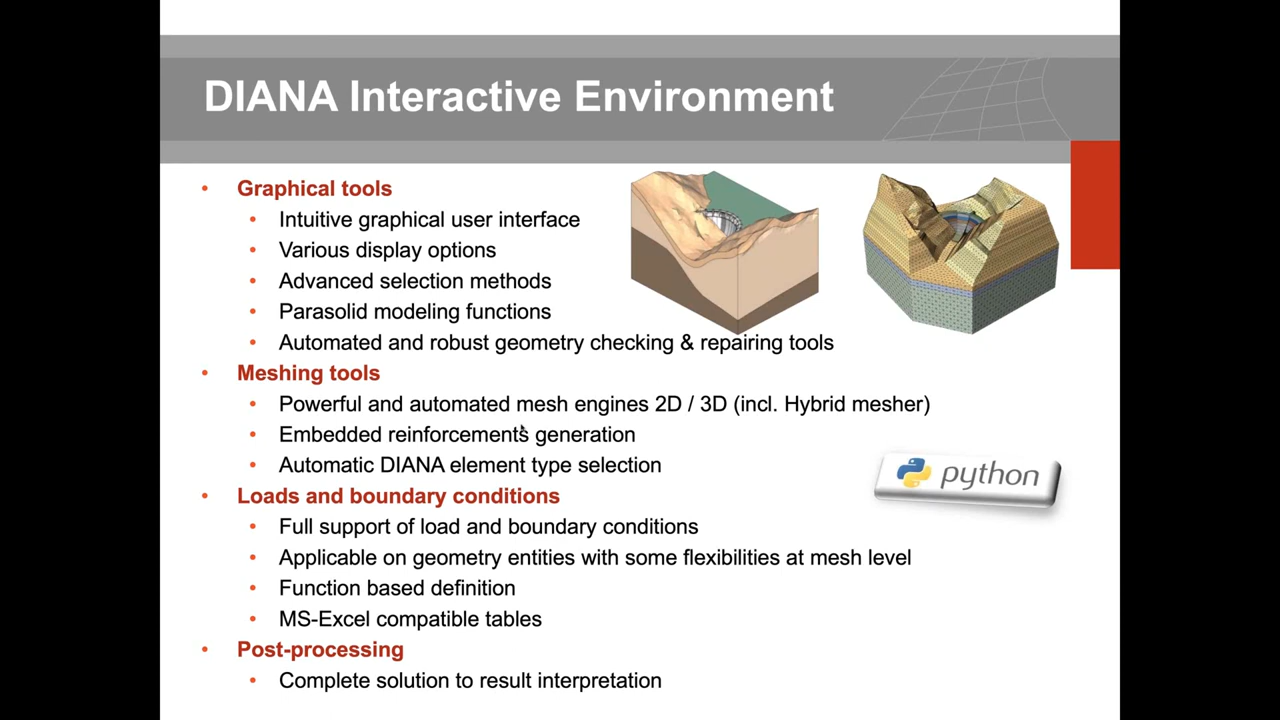 DIANA Interactive Environment
• Graphical tools
• Intuitive graphical user interface
• Various display options
• Advanced selection methods
• Parasolid modeling functions
• Automated and robust geometry checking & repairing tools
• Meshing tools
• Powerful and automated mesh engines 2D / 3D (incl. Hybrid mesher)
• Embedded reinforcements generation
• Automatic DIANA element type selection
python
• Loads and boundary conditions
• Full support of load and boundary conditions
• Applicable on geometry entities with some flexibilities at mesh level
• Function based definition
• MS-Excel compatible tables
• Post-processing
• Complete solution to result interpretation